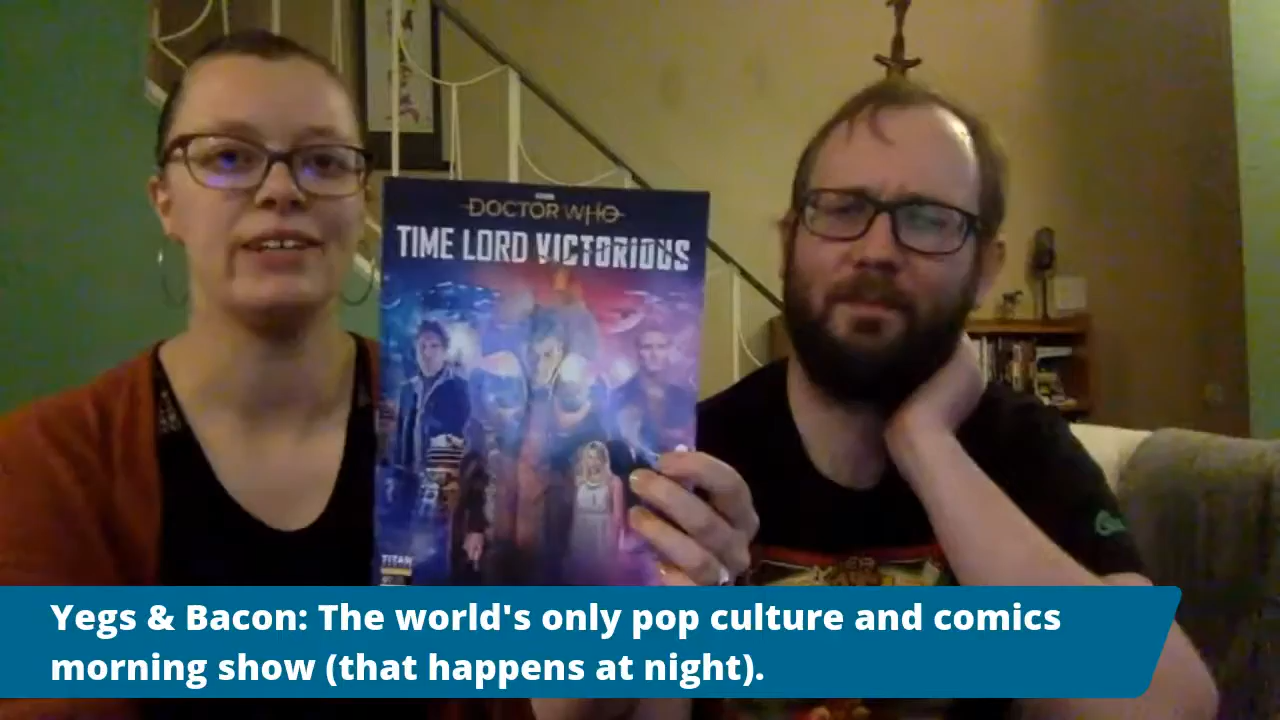 BBC
DOCTOR WHO
TIME LORD VICTORIOUS
TITAN
Yegs & Bacon: The world's only pop culture and comics
morning show (that happens at night).